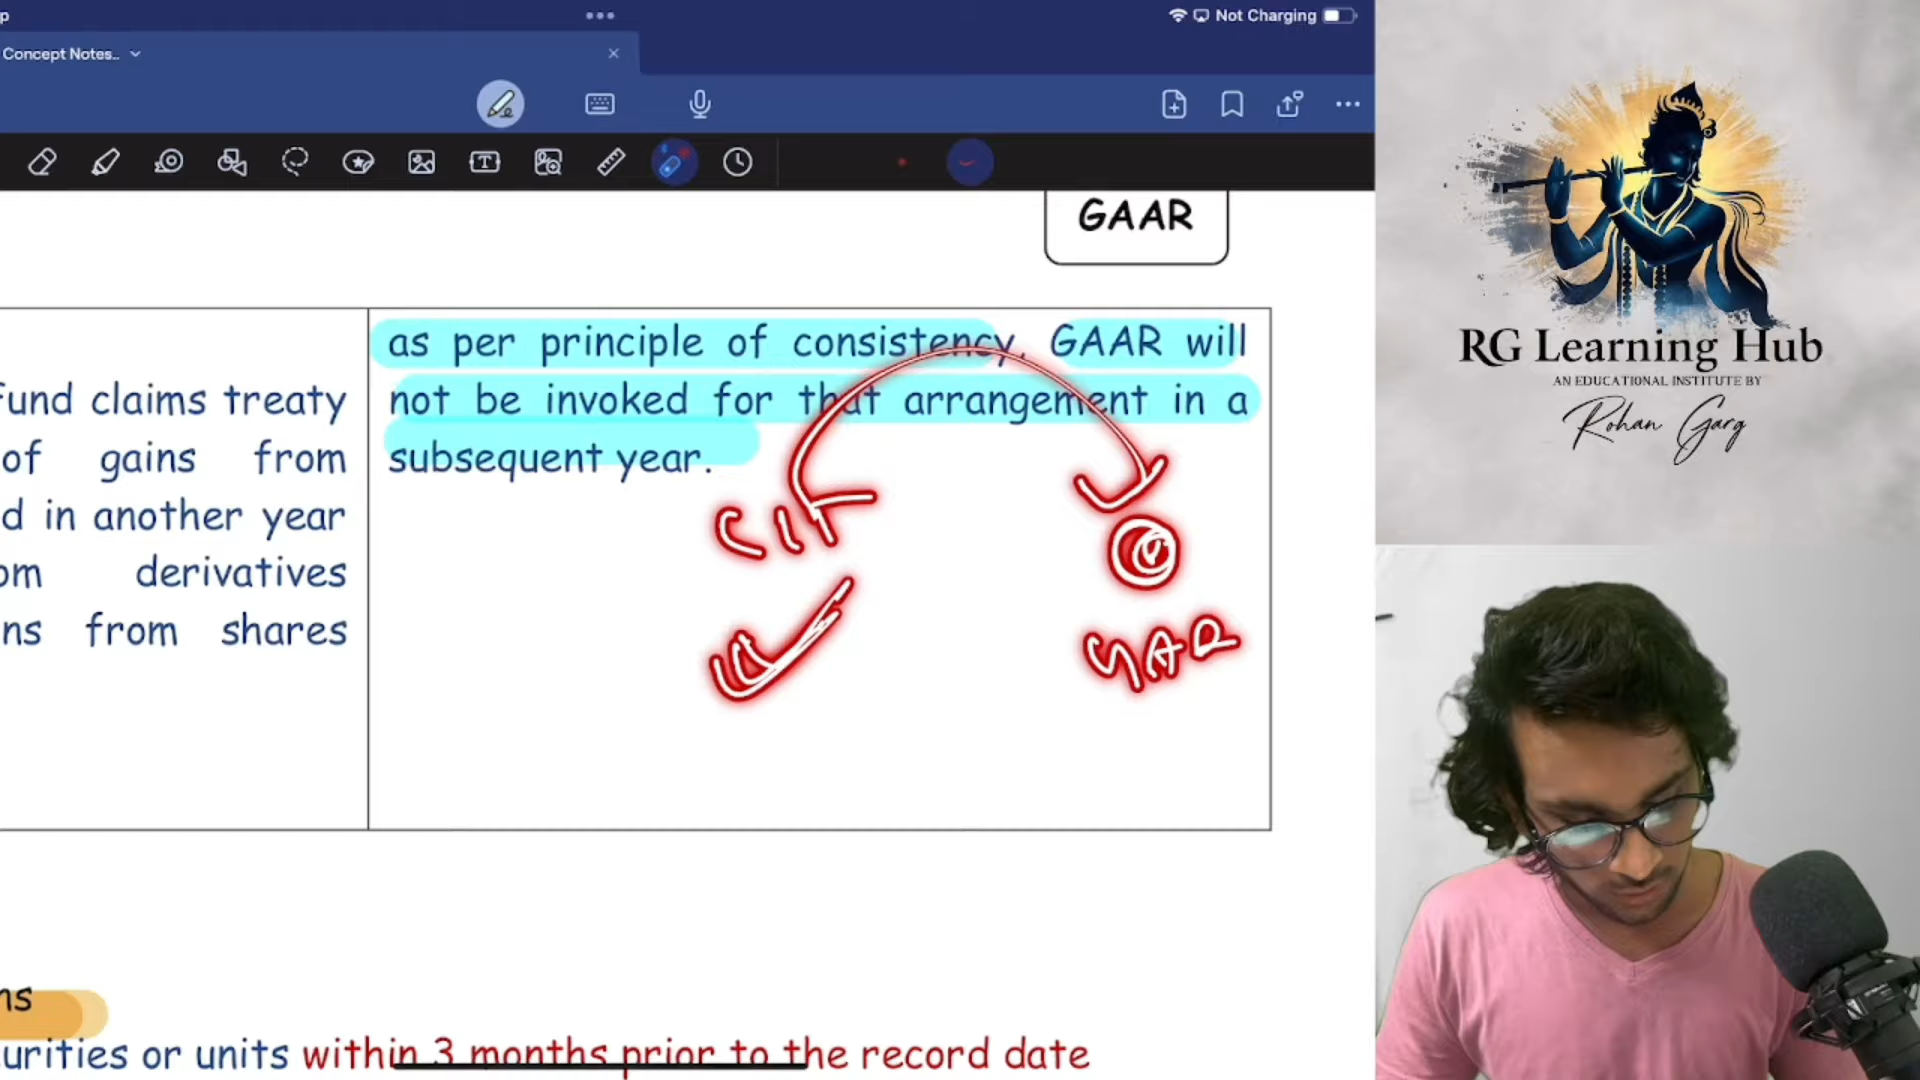 p
Not Charging
Concept Notes..
GAAR
as per principle of consistency, GAAR will
not be invoked for that arrangement in a
subsequent year.
fund claims treaty
of gains from
d in another year
om derivatives
ns from shares
CIT
GAR
ns
urities or units within 3 months prior to the record date
RG Learning Hub
AN EDUCATIONAL INSTITUTE BY
Rohan Garg